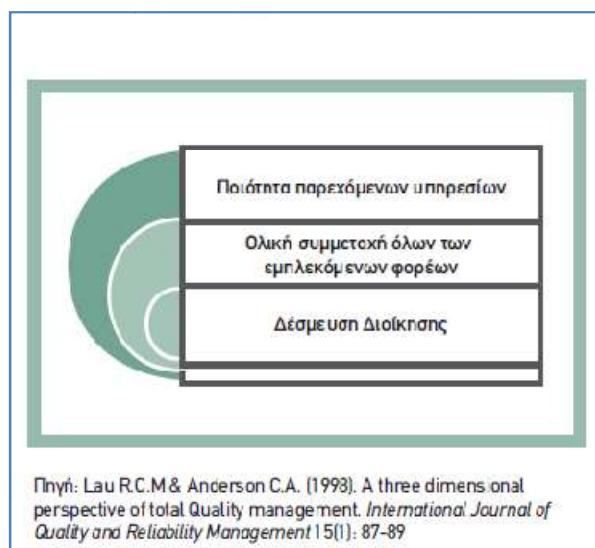 Ποιότητα παρεχόμενων υπηρεσίων
Ολική συμμετοχή όλων των
εμπλεκόμενων φορέων
Δέσμευση Διοίκησης
Πηγή: Lau R.C.M & Anderson C.A. (1998). A three dimensional
perspective of total Quality management. International Journal of
Quality and Reliability Management 15(1): 87-89